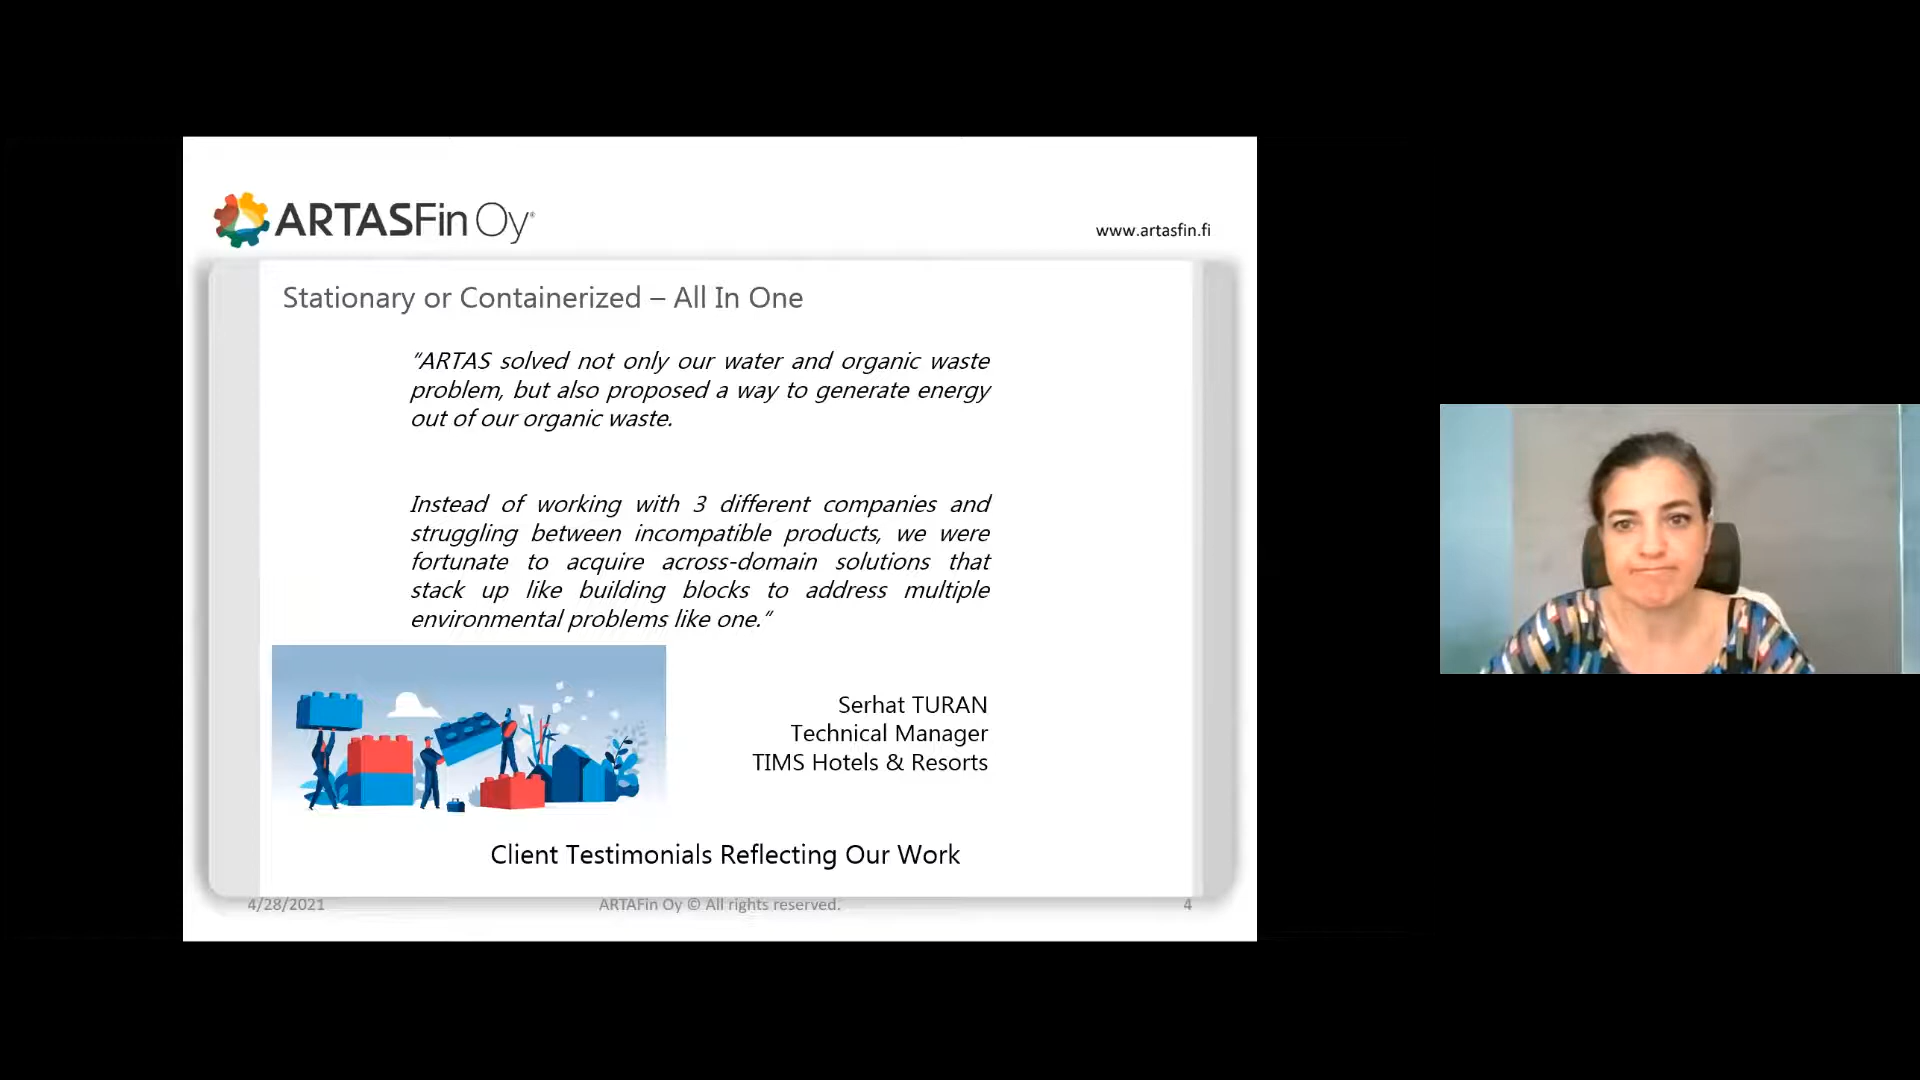 ARTASFin Oy
www.artasfin.fi
Stationary or Containerized – All In One
“ARTAS solved not only our water and organic waste
problem, but also proposed a way to generate energy
out of our organic waste.
Instead of working with 3 different companies and
struggling between incompatible products, we were
fortunate to acquire across-domain solutions that
stack up like building blocks to address multiple
environmental problems like one.”
Serhat TURAN
Technical Manager
TIMS Hotels & Resorts
Client Testimonials Reflecting Our Work
4/28/2021
ARTAFin Oy © All rights reserved.
4